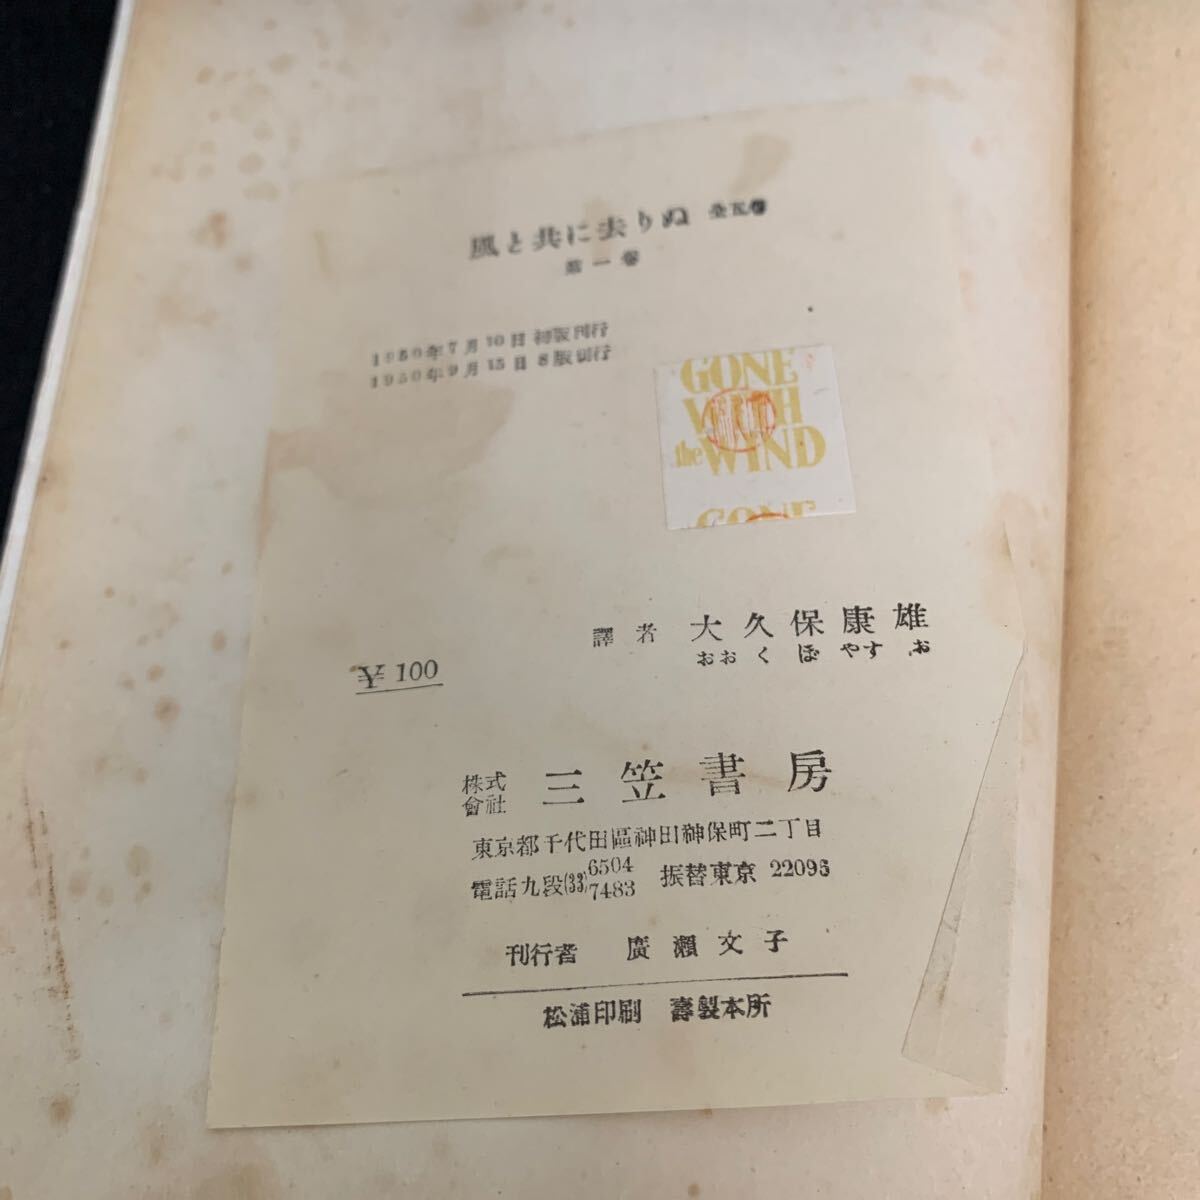 風と共に去りぬ 全五巻
第一巻
1950年7月10日 初版刊行
1950年9月15日 8版刊行
GONE
WITH
the WIND
GONE
譯者 大久保康雄
おおくぼやすお
¥100
株式會社 三笠書房
東京都千代田區神田神保町二丁目
電話九段(33)6504 7483 振替東京 22096
刊行者 廣瀨文子
松浦印刷 壽製本所